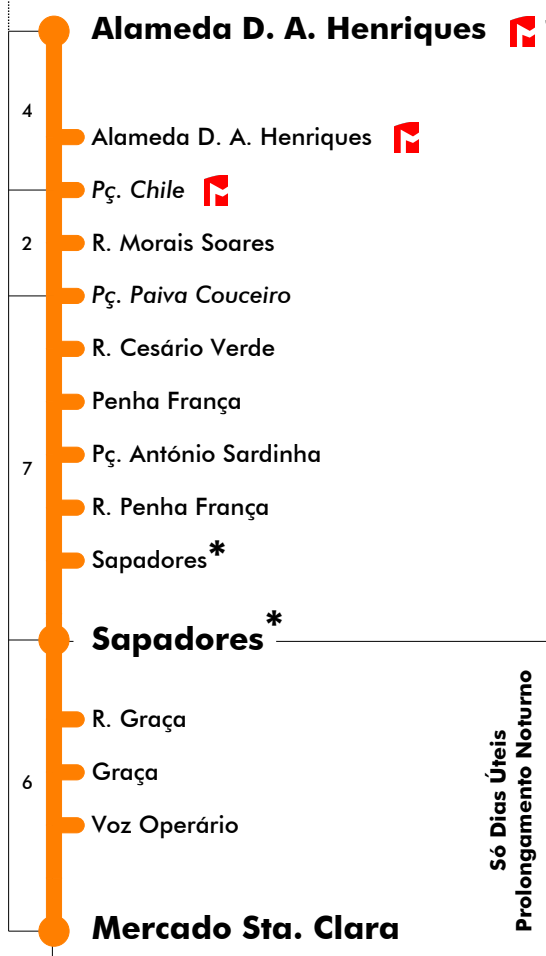 Alameda D. A. Henriques
4
Alameda D. A. Henriques
Pç. Chile
2
R. Morais Soares
Pç. Paiva Couceiro
R. Cesário Verde
Penha França
7
Pç. António Sardinha
R. Penha França
Sapadores*
Sapadores*
R. Graça
6
Graça
Voz Operário
Mercado Sta. Clara
Só Dias Úteis
Prolongamento Noturno